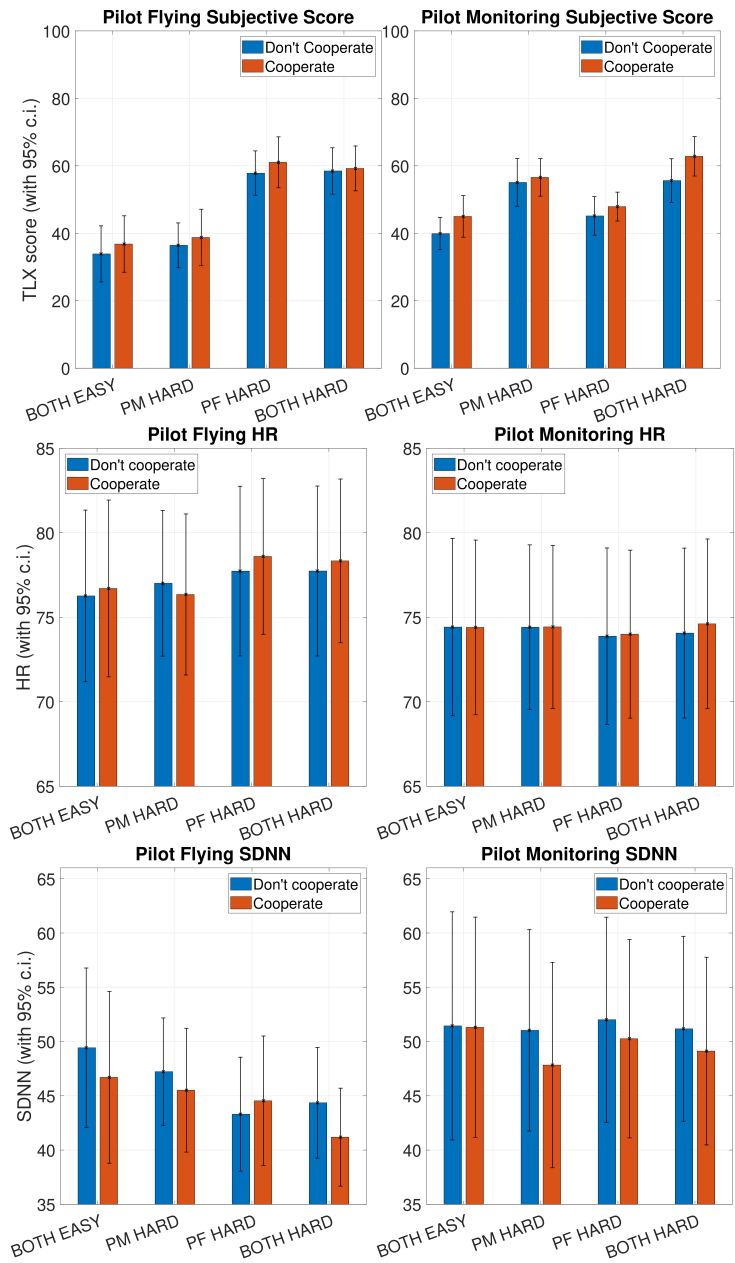 Pilot Flying Subjective Score
Don't Cooperate
Cooperate
TLX score (with 95% c.i.)
100
80
60
40
20
0
BOTH EASY
PM HARD
PF HARD
BOTH HARD
Pilot Monitoring Subjective Score
Don't Cooperate
Cooperate
100
80
60
40
20
0
BOTH EASY
PM HARD
PF HARD
BOTH HARD
Pilot Flying HR
Don't cooperate
Cooperate
HR (with 95% c.i.)
85
80
75
70
65
BOTH EASY
PM HARD
PF HARD
BOTH HARD
Pilot Monitoring HR
Don't cooperate
Cooperate
85
80
75
70
65
BOTH EASY
PM HARD
PF HARD
BOTH HARD
Pilot Flying SDNN
Don't cooperate
Cooperate
SDNN (with 95% c.i.)
65
60
55
50
45
40
35
BOTH EASY
PM HARD
PF HARD
BOTH HARD
Pilot Monitoring SDNN
Don't cooperate
Cooperate
65
60
55
50
45
40
35
BOTH EASY
PM HARD
PF HARD
BOTH HARD